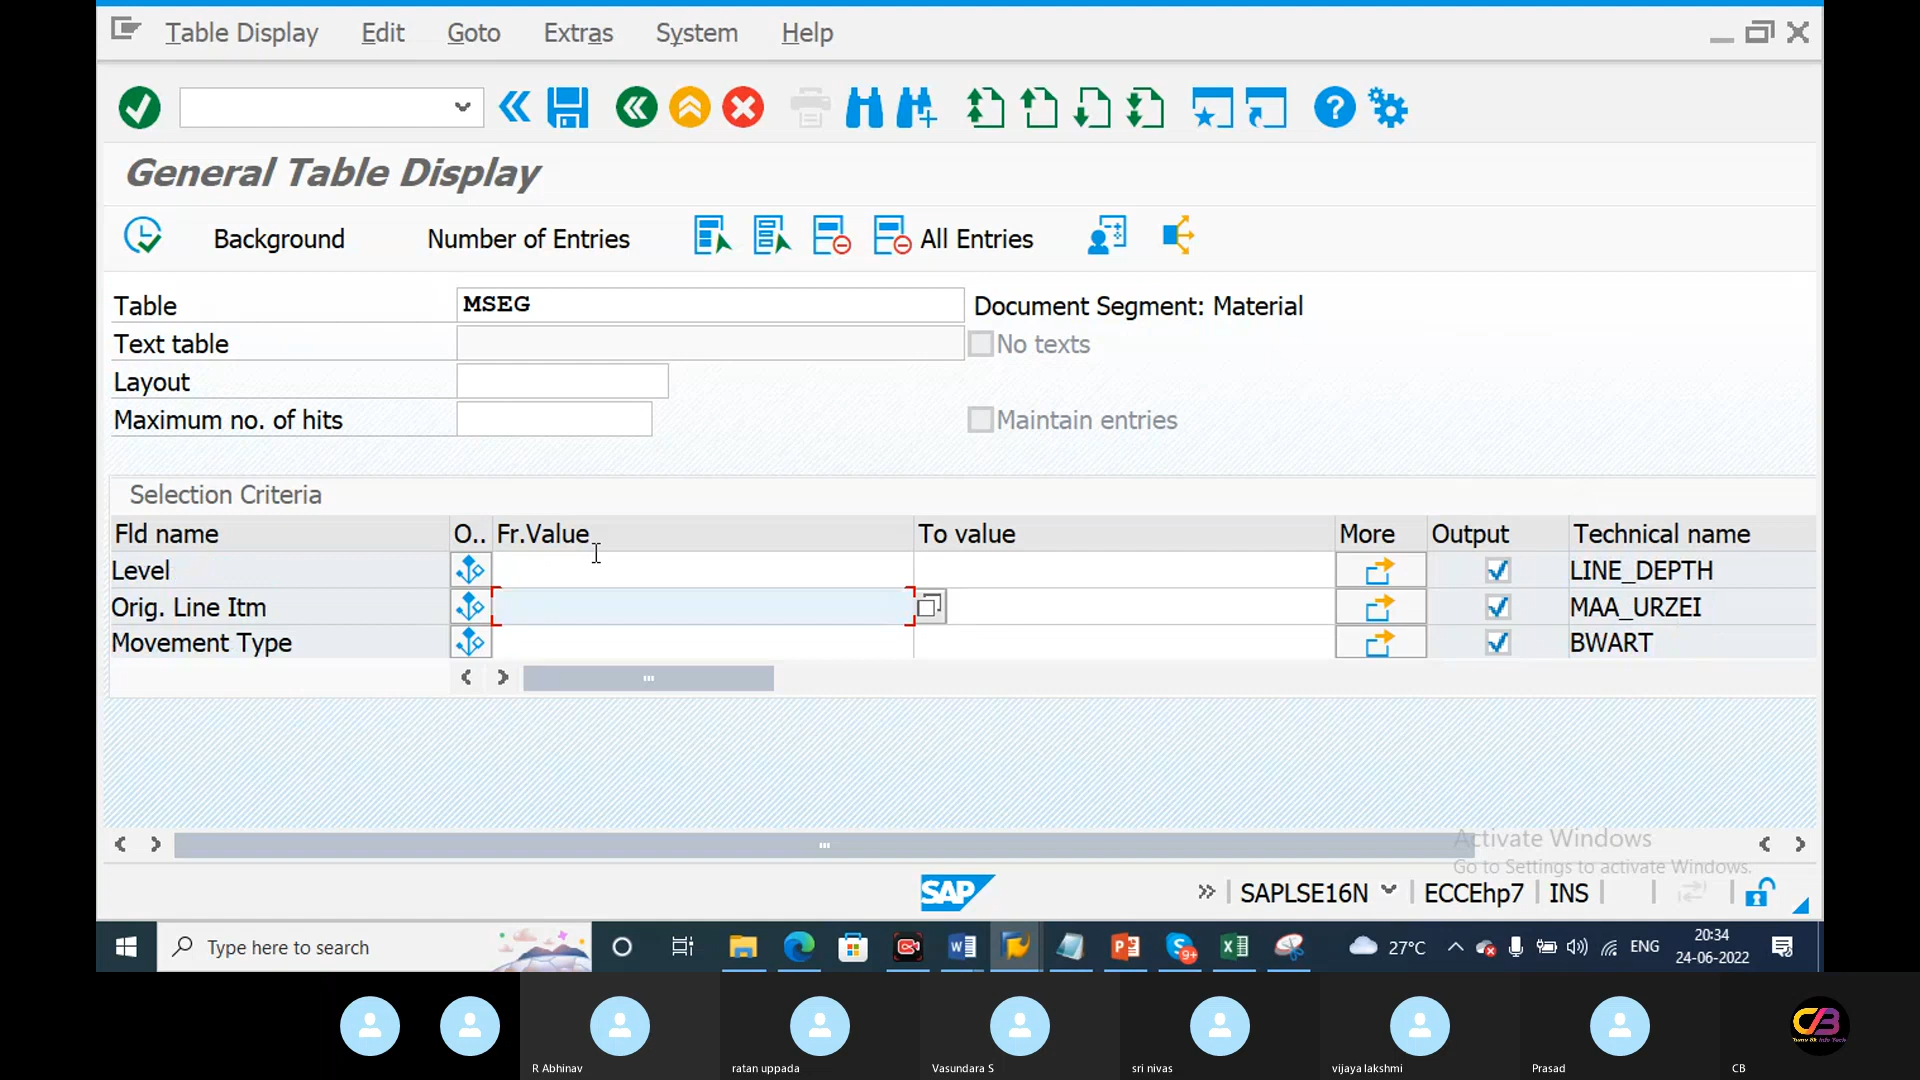 Table Display Edit Goto Extras System Help
General Table Display
Background Number of Entries All Entries
Table MSEG Document Segment: Material
Text table No texts
Layout
Maximum no. of hits Maintain entries
Selection Criteria
Fld name O.. Fr.Value To value More Output Technical name
Level LINE_DEPTH
Orig. Line Itm MAA_URZEI
Movement Type BWART
Activate Windows
Go to Settings to activate Windows.
SAP SAPLSE16N ECCEhp7 INS
Type here to search 27°C ENG 20:34
24-06-2022
R Abhinav ratan uppada Vasundara S sri nivas vijaya lakshmi Prasad CB